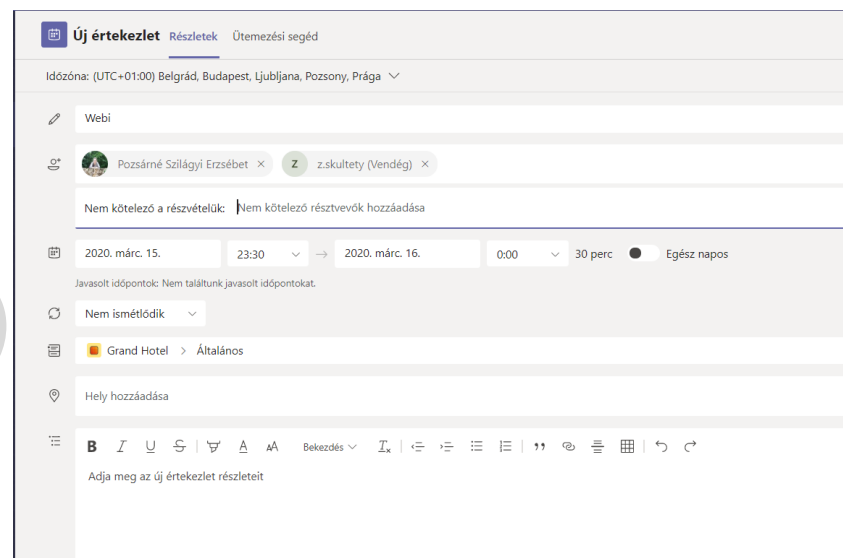 Új értekezlet Részletek Ütemezési segéd
Időzóna: (UTC+01:00) Belgrád, Budapest, Ljubljana, Pozsony, Prága
Webi
Pozsárné Szilágyi Erzsébet × Z z.skultety (Vendég) ×
Nem kötelező a részvételük: Nem kötelező résztvevők hozzáadása
2020. márc. 15. 23:30 → 2020. márc. 16. 0:00 30 perc Egész napos
Javasolt időpontok: Nem találtunk javasolt időpontokat.
Nem ismétlődik
Grand Hotel > Általános
Hely hozzáadása
B I U S A AA Bekezdés Tx
Adja meg az új értekezlet részleteit